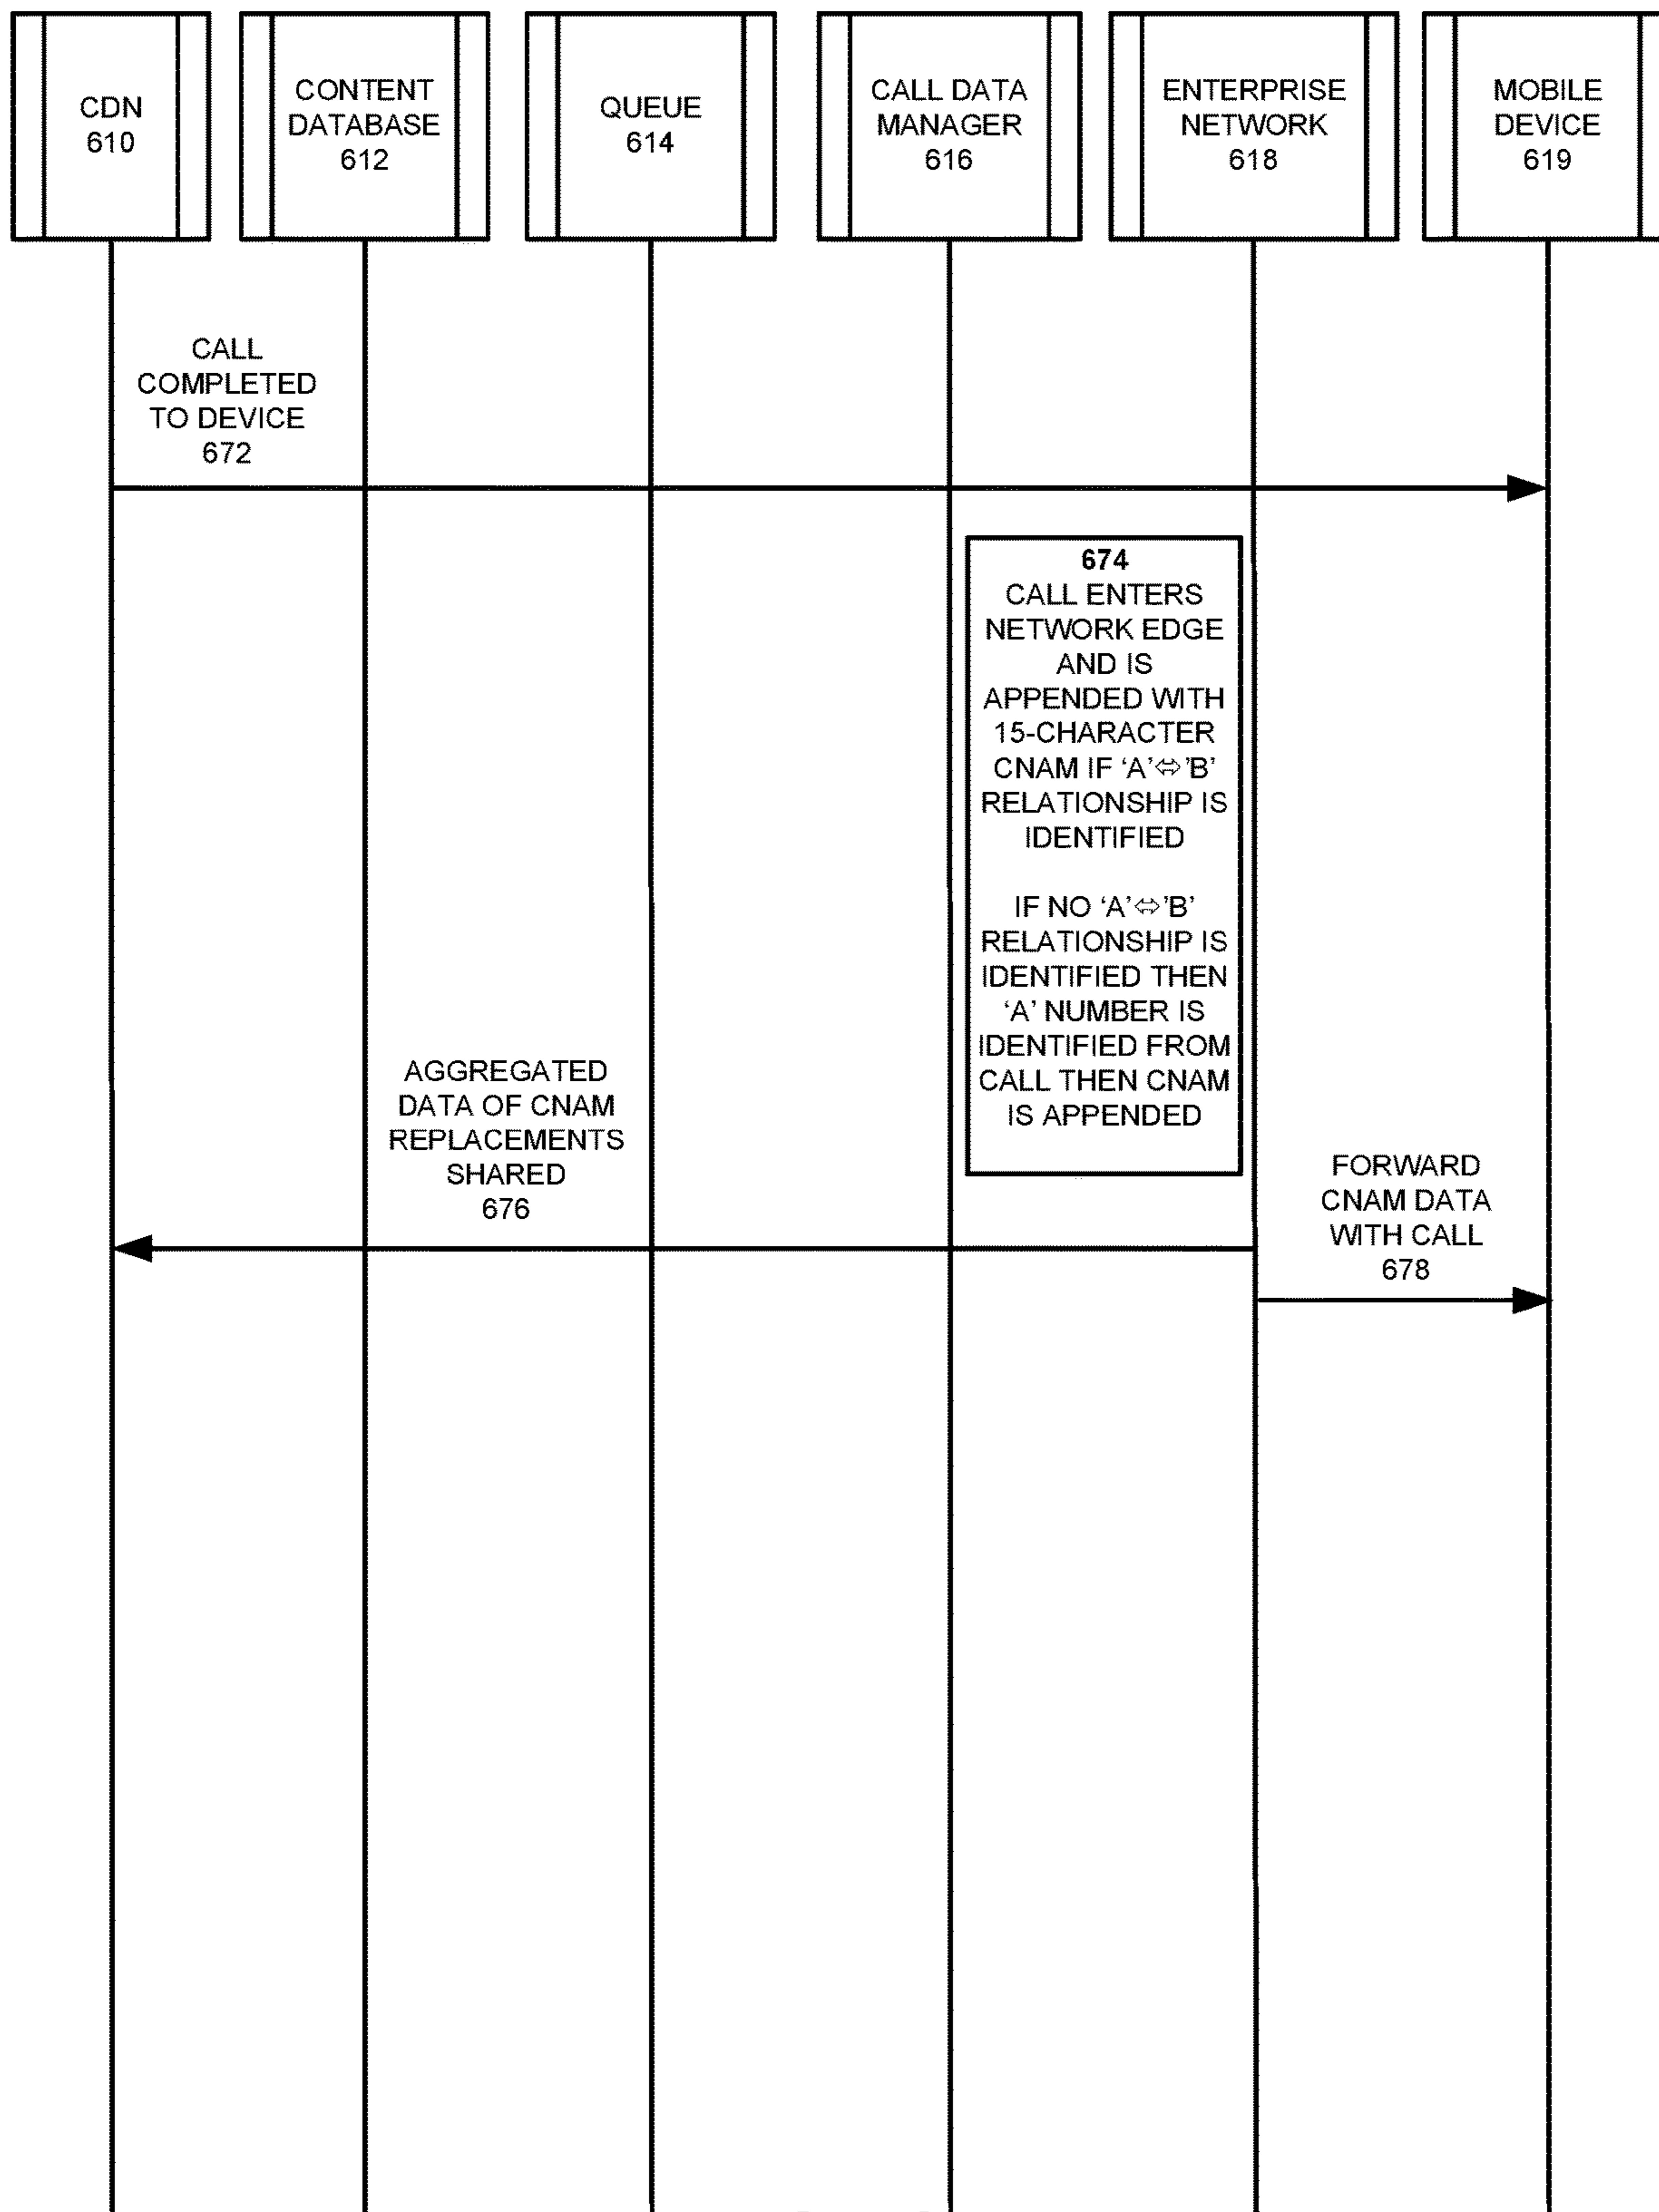 CDN
610
CONTENT
DATABASE
612
QUEUE
614
CALL DATA
MANAGER
616
ENTERPRISE
NETWORK
618
MOBILE
DEVICE
619
CALL
COMPLETED
TO DEVICE
672
674
CALL ENTERS
NETWORK EDGE
AND IS
APPENDED WITH
15-CHARACTER
CNAM IF ‘A’⇔’B’
RELATIONSHIP IS
IDENTIFIED
IF NO ‘A’⇔’B’
RELATIONSHIP IS
IDENTIFIED THEN
‘A’ NUMBER IS
IDENTIFIED FROM
CALL THEN CNAM
IS APPENDED
AGGREGATED
DATA OF CNAM
REPLACEMENTS
SHARED
676
FORWARD
CNAM DATA
WITH CALL
678